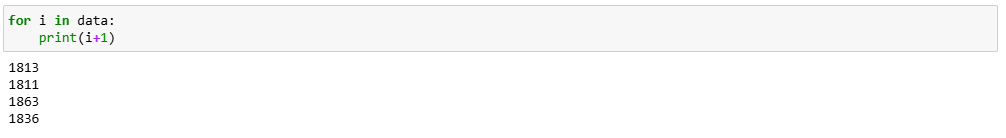 for i in data:
    print(i+1)
1813
1811
1863
1836